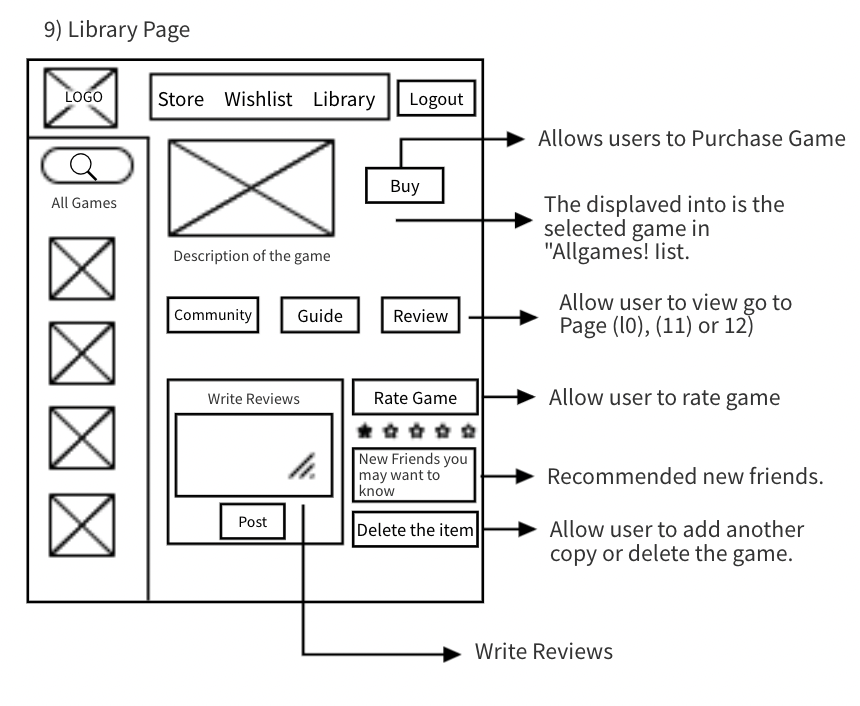 9) Library Page
LOGO
Store Wishlist Library
Logout
Allows users to Purchase Game
Buy
All Games
The displaved into is the
selected game in
"Allgames! Iist.
Description of the game
Allow user to view go to
Page (l0), (11) or 12)
Community
Guide
Review
Write Reviews
Rate Game
Allow user to rate game
New Friends you
may want to
know
Recommended new friends.
Post
Delete the item
Allow user to add another
copy or delete the game.
Write Reviews